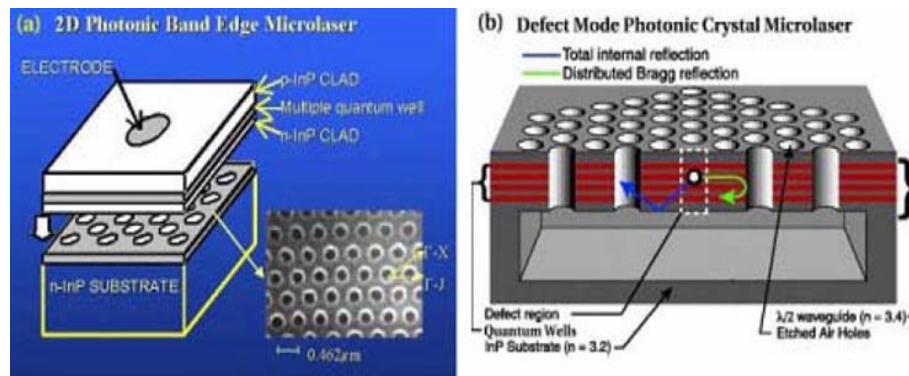 (a) 2D Photonic Band Edge Microlaser
ELECTRODE
p-InP CLAD
Multiple quantum well
n-InP CLAD
n-InP SUBSTRATE
Γ-X
Γ-J
0.462μm
(b) Defect Mode Photonic Crystal Microlaser
Total internal reflection
Distributed Bragg reflection
Defect region
Quantum Wells
InP Substrate (n = 3.2)
λ/2 waveguide (n = 3.4)
Etched Air Holes